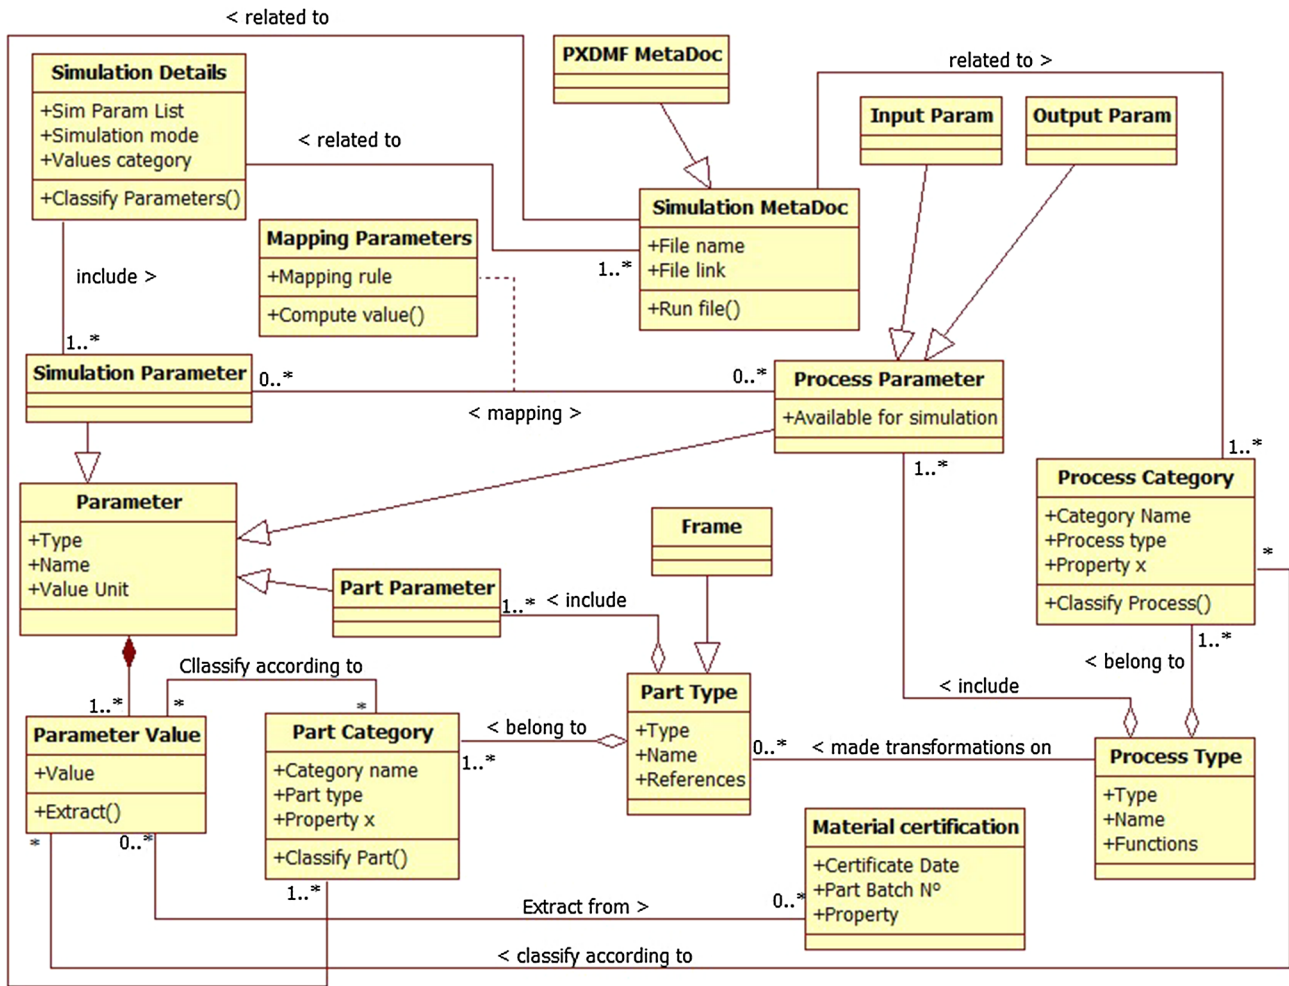 < related to
PXDMF MetaDoc
related to >
Simulation Details
+Sim Param List
+Simulation mode
+Values category
+Classify Parameters()
< related to
Input Param
Output Param
Simulation MetaDoc
+File name
+File link
+Run file()
1..*
Mapping Parameters
+Mapping rule
+Compute value()
include >
1..*
Simulation Parameter
0..*
0..*
< mapping >
Process Parameter
+Available for simulation
1..*
1..*
Process Category
+Category Name
+Process type
+Property x
+Classify Process()
*
1..*
Parameter
+Type
+Name
+Value Unit
Frame
Part Parameter
1..*
< include
< belong to
< include
Cllassify according to
1..*
*
*
Part Type
+Type
+Name
+References
Parameter Value
+Value
+Extract()
*
0..*
Part Category
+Category name
+Part type
+Property x
+Classify Part()
1..*
< belong to
1..*
0..*
< made transformations on
Process Type
+Type
+Name
+Functions
Material certification
+Certificate Date
+Part Batch Nº
+Property
Extract from >
0..*
< classify according to